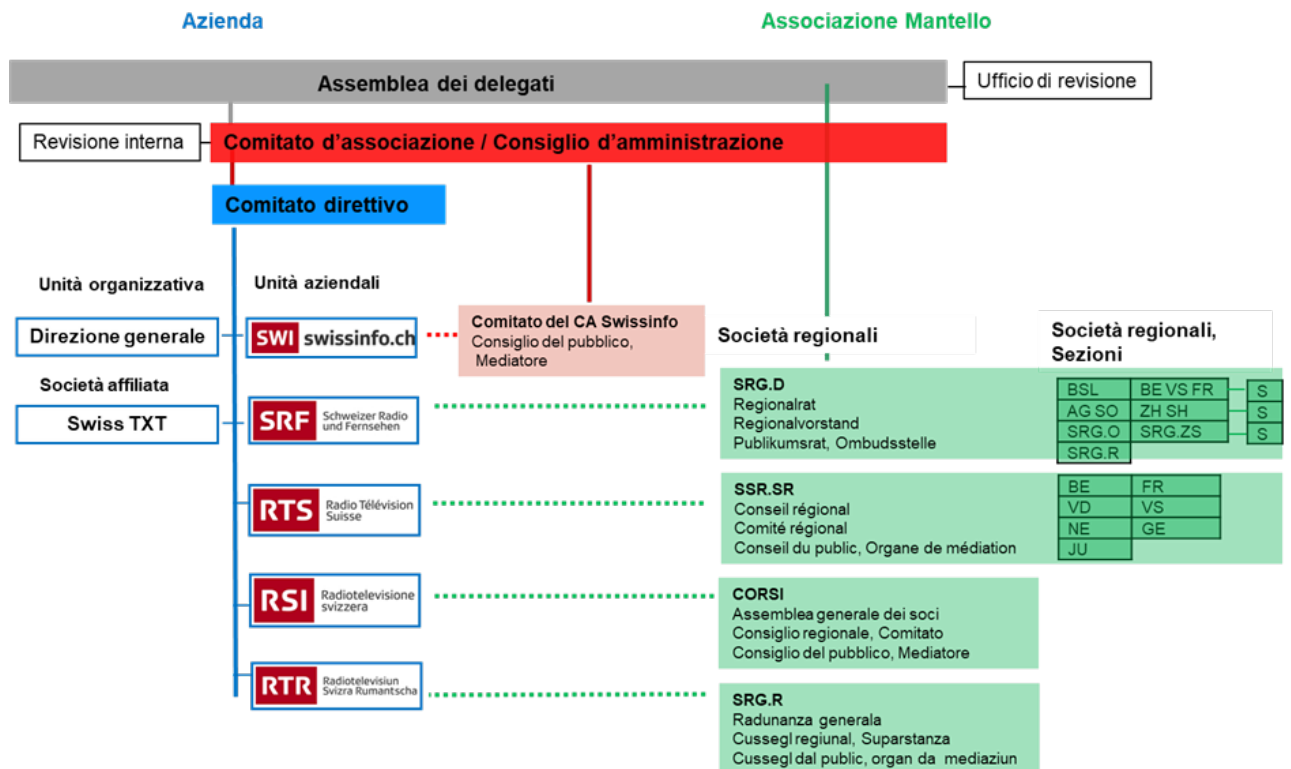 Azienda
Associazione Mantello
Assemblea dei delegati
Ufficio di revisione
Revisione interna
Comitato d'associazione / Consiglio d'amministrazione
Comitato direttivo
Unità organizzativa
Unità aziendali
Direzione generale
SWI swissinfo.ch
Comitato del CA Swissinfo
Consiglio del pubblico,
Mediatore
Società regionali
Società regionali,
Sezioni
Società affiliata
Swiss TXT
SRF Schweizer Radio
und Fernsehen
SRG.D
Regionalrat
Regionalvorstand
Publikumsrat, Ombudsstelle
BSL BE VS FR S
AG SO ZH SH S
SRG.O SRG.ZS S
SRG.R
RTS Radio Télévision
Suisse
SSR.SR
Conseil régional
Comité régional
Conseil du public, Organe de médiation
BE FR
VD VS
NE GE
JU
RSI Radiotelevisione
svizzera
CORSI
Assemblea generale dei soci
Consiglio regionale, Comitato
Consiglio del pubblico, Mediatore
RTR Radiotelevisiun
Svizra Rumantscha
SRG.R
Radunanza generala
Cussegl regiunal, Suparstanza
Cussegl dal public, organ da mediaziun